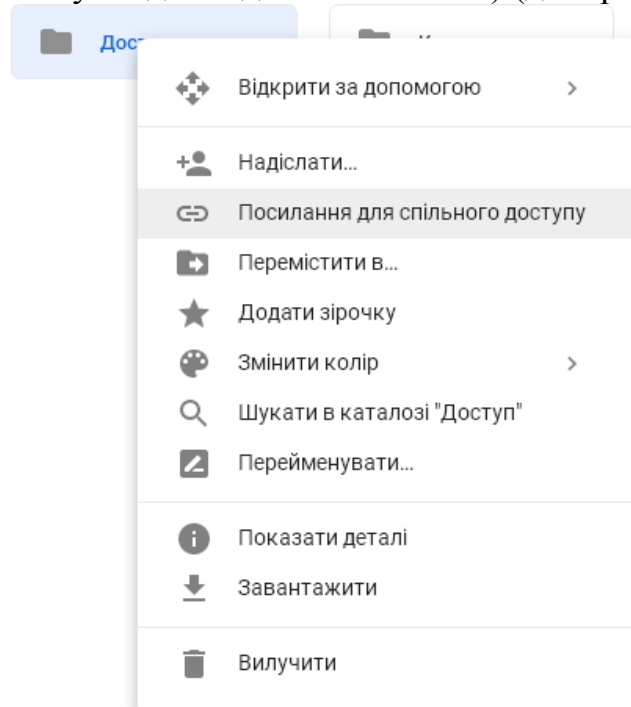 Дост
Відкрити за допомогою
Надіслати...
Посилання для спільного доступу
Перемістити в...
Додати зірочку
Змінити колір
Шукати в каталозі "Доступ"
Перейменувати...
Показати деталі
Завантажити
Вилучити